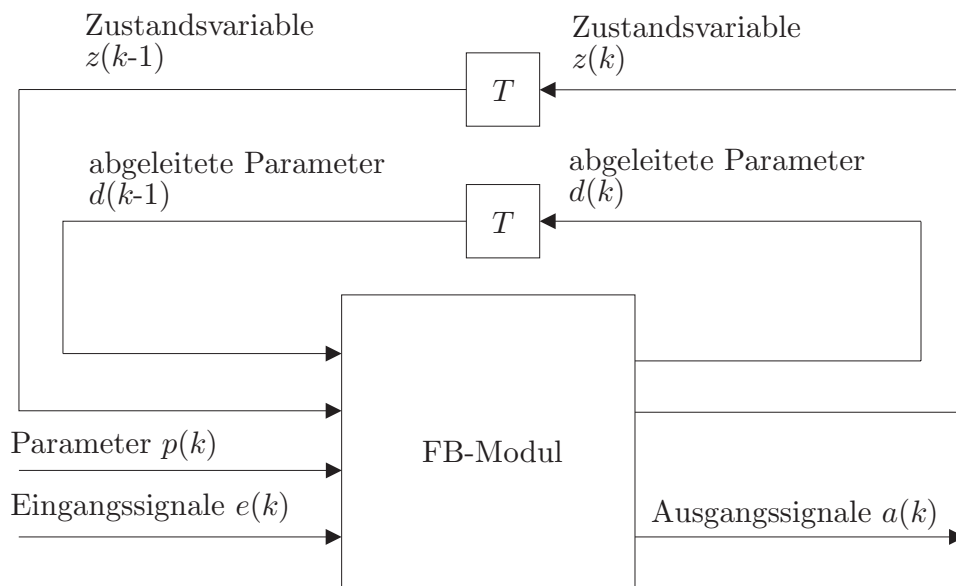 Zustandsvariable
z(k-1)
Zustandsvariable
z(k)
T
abgeleitete Parameter
d(k-1)
abgeleitete Parameter
d(k)
T
Parameter p(k)
FB-Modul
Eingangssignale e(k)
Ausgangssignale a(k)